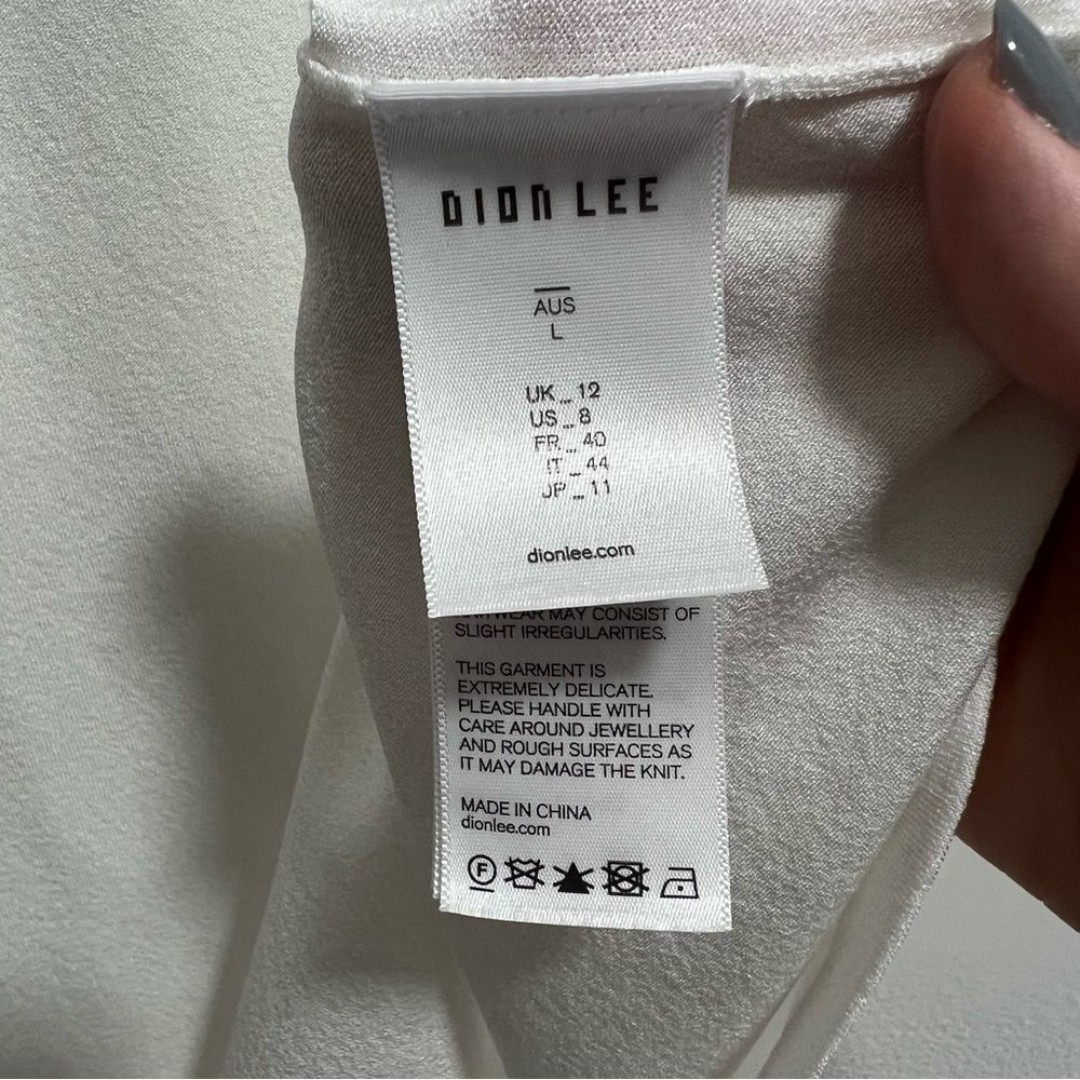 DION LEE
AUS
L
UK_12
US_8
FR_40
IT_44
JP_11
dionlee.com
MAY CONSIST OF
SLIGHT IRREGULARITIES.
THIS GARMENT IS
EXTREMELY DELICATE.
PLEASE HANDLE WITH
CARE AROUND JEWELLERY
AND ROUGH SURFACES AS
IT MAY DAMAGE THE KNIT.
MADE IN CHINA
dionlee.com
F